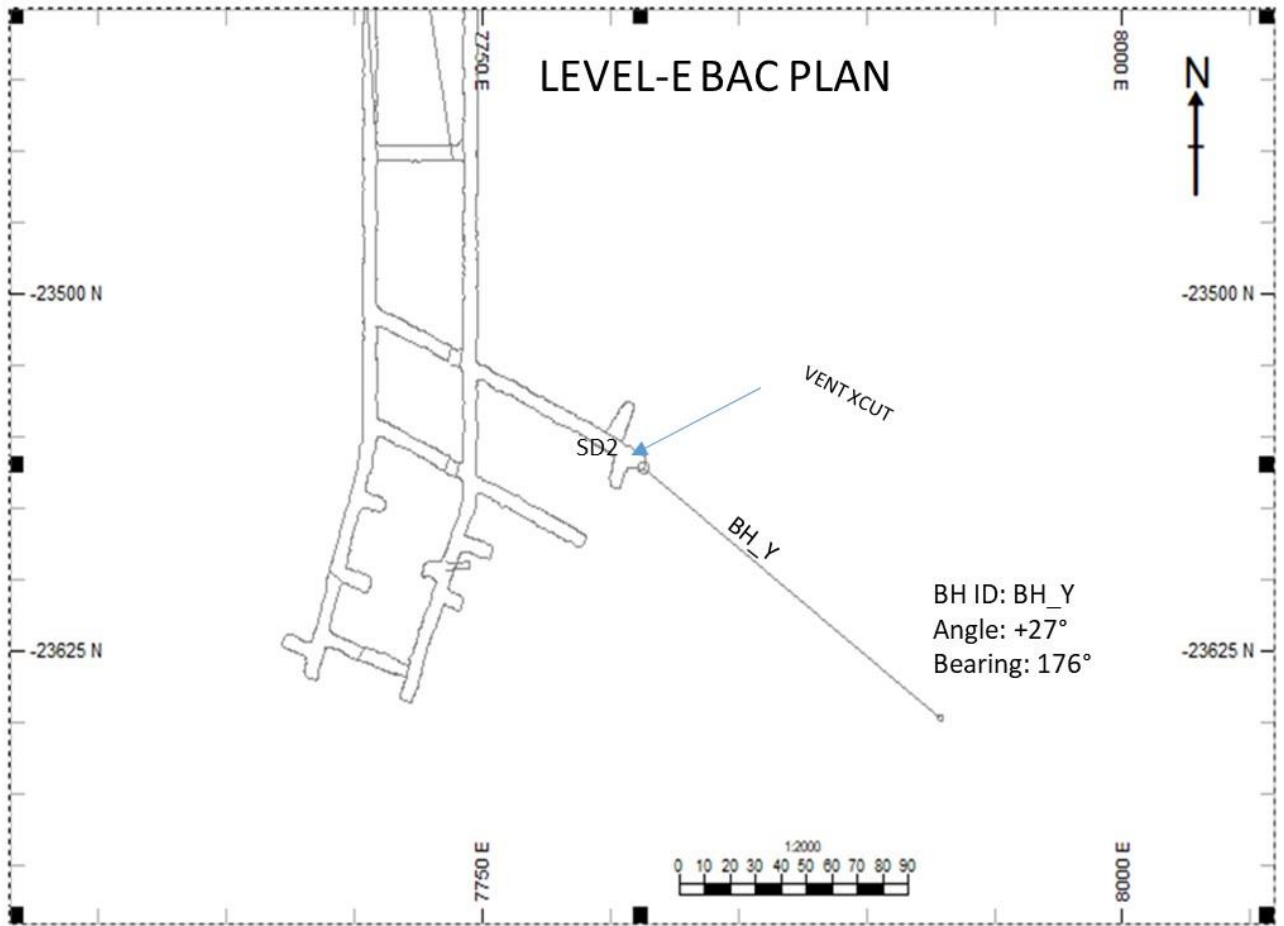 7750 E
8000 E
LEVEL-E BAC PLAN
N
-23500 N
-23500 N
VENT XCUT
SD2
BH_Y
BH ID: BH_Y
Angle: +27°
Bearing: 176°
-23625 N
-23625 N
1:2000
0 10 20 30 40 50 60 70 80 90
7750 E
8000 E